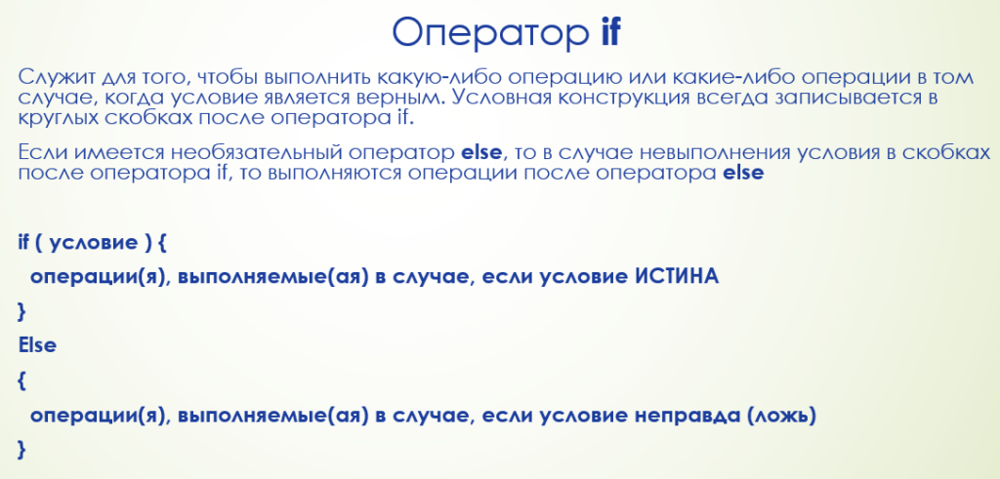 Оператор if
Служит для того, чтобы выполнить какую-либо операцию или какие-либо операции в том
случае, когда условие является верным. Условная конструкция всегда записывается в
круглых скобках после оператора if.
Если имеется необязательный оператор else, то в случае невыполнения условия в скобках
после оператора if, то выполняются операции после оператора else
if ( условие ) {
операции(я), выполняемые(ая) в случае, если условие ИСТИНА
}
Else
{
операции(я), выполняемые(ая) в случае, если условие неправда (ложь)
}